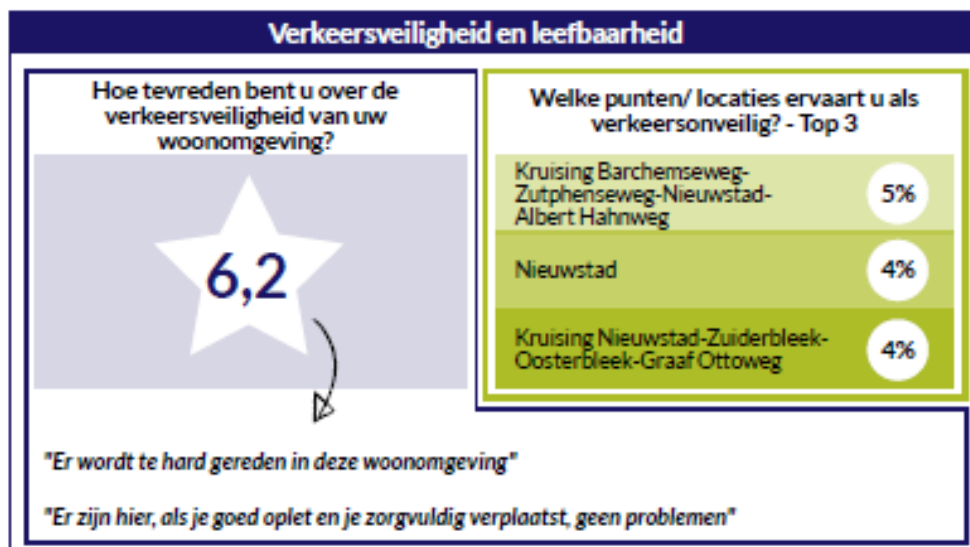 Verkeersveiligheid en leefbaarheid
Hoe tevreden bent u over de
verkeersveiligheid van uw
woonomgeving?
6,2
Welke punten/ locaties ervaart u als
verkeersonveilig? - Top 3
Kruising Barchemseweg-
Zutphenseweg-Nieuwstad-
Albert Hahnweg
5%
Nieuwstad
4%
Kruising Nieuwstad-Zuiderbleek-
Oosterbleek-Graaf Ottoweg
4%
"Er wordt te hard gereden in deze woonomgeving"
"Er zijn hier, als je goed oplet en je zorgvuldig verplaatst, geen problemen"